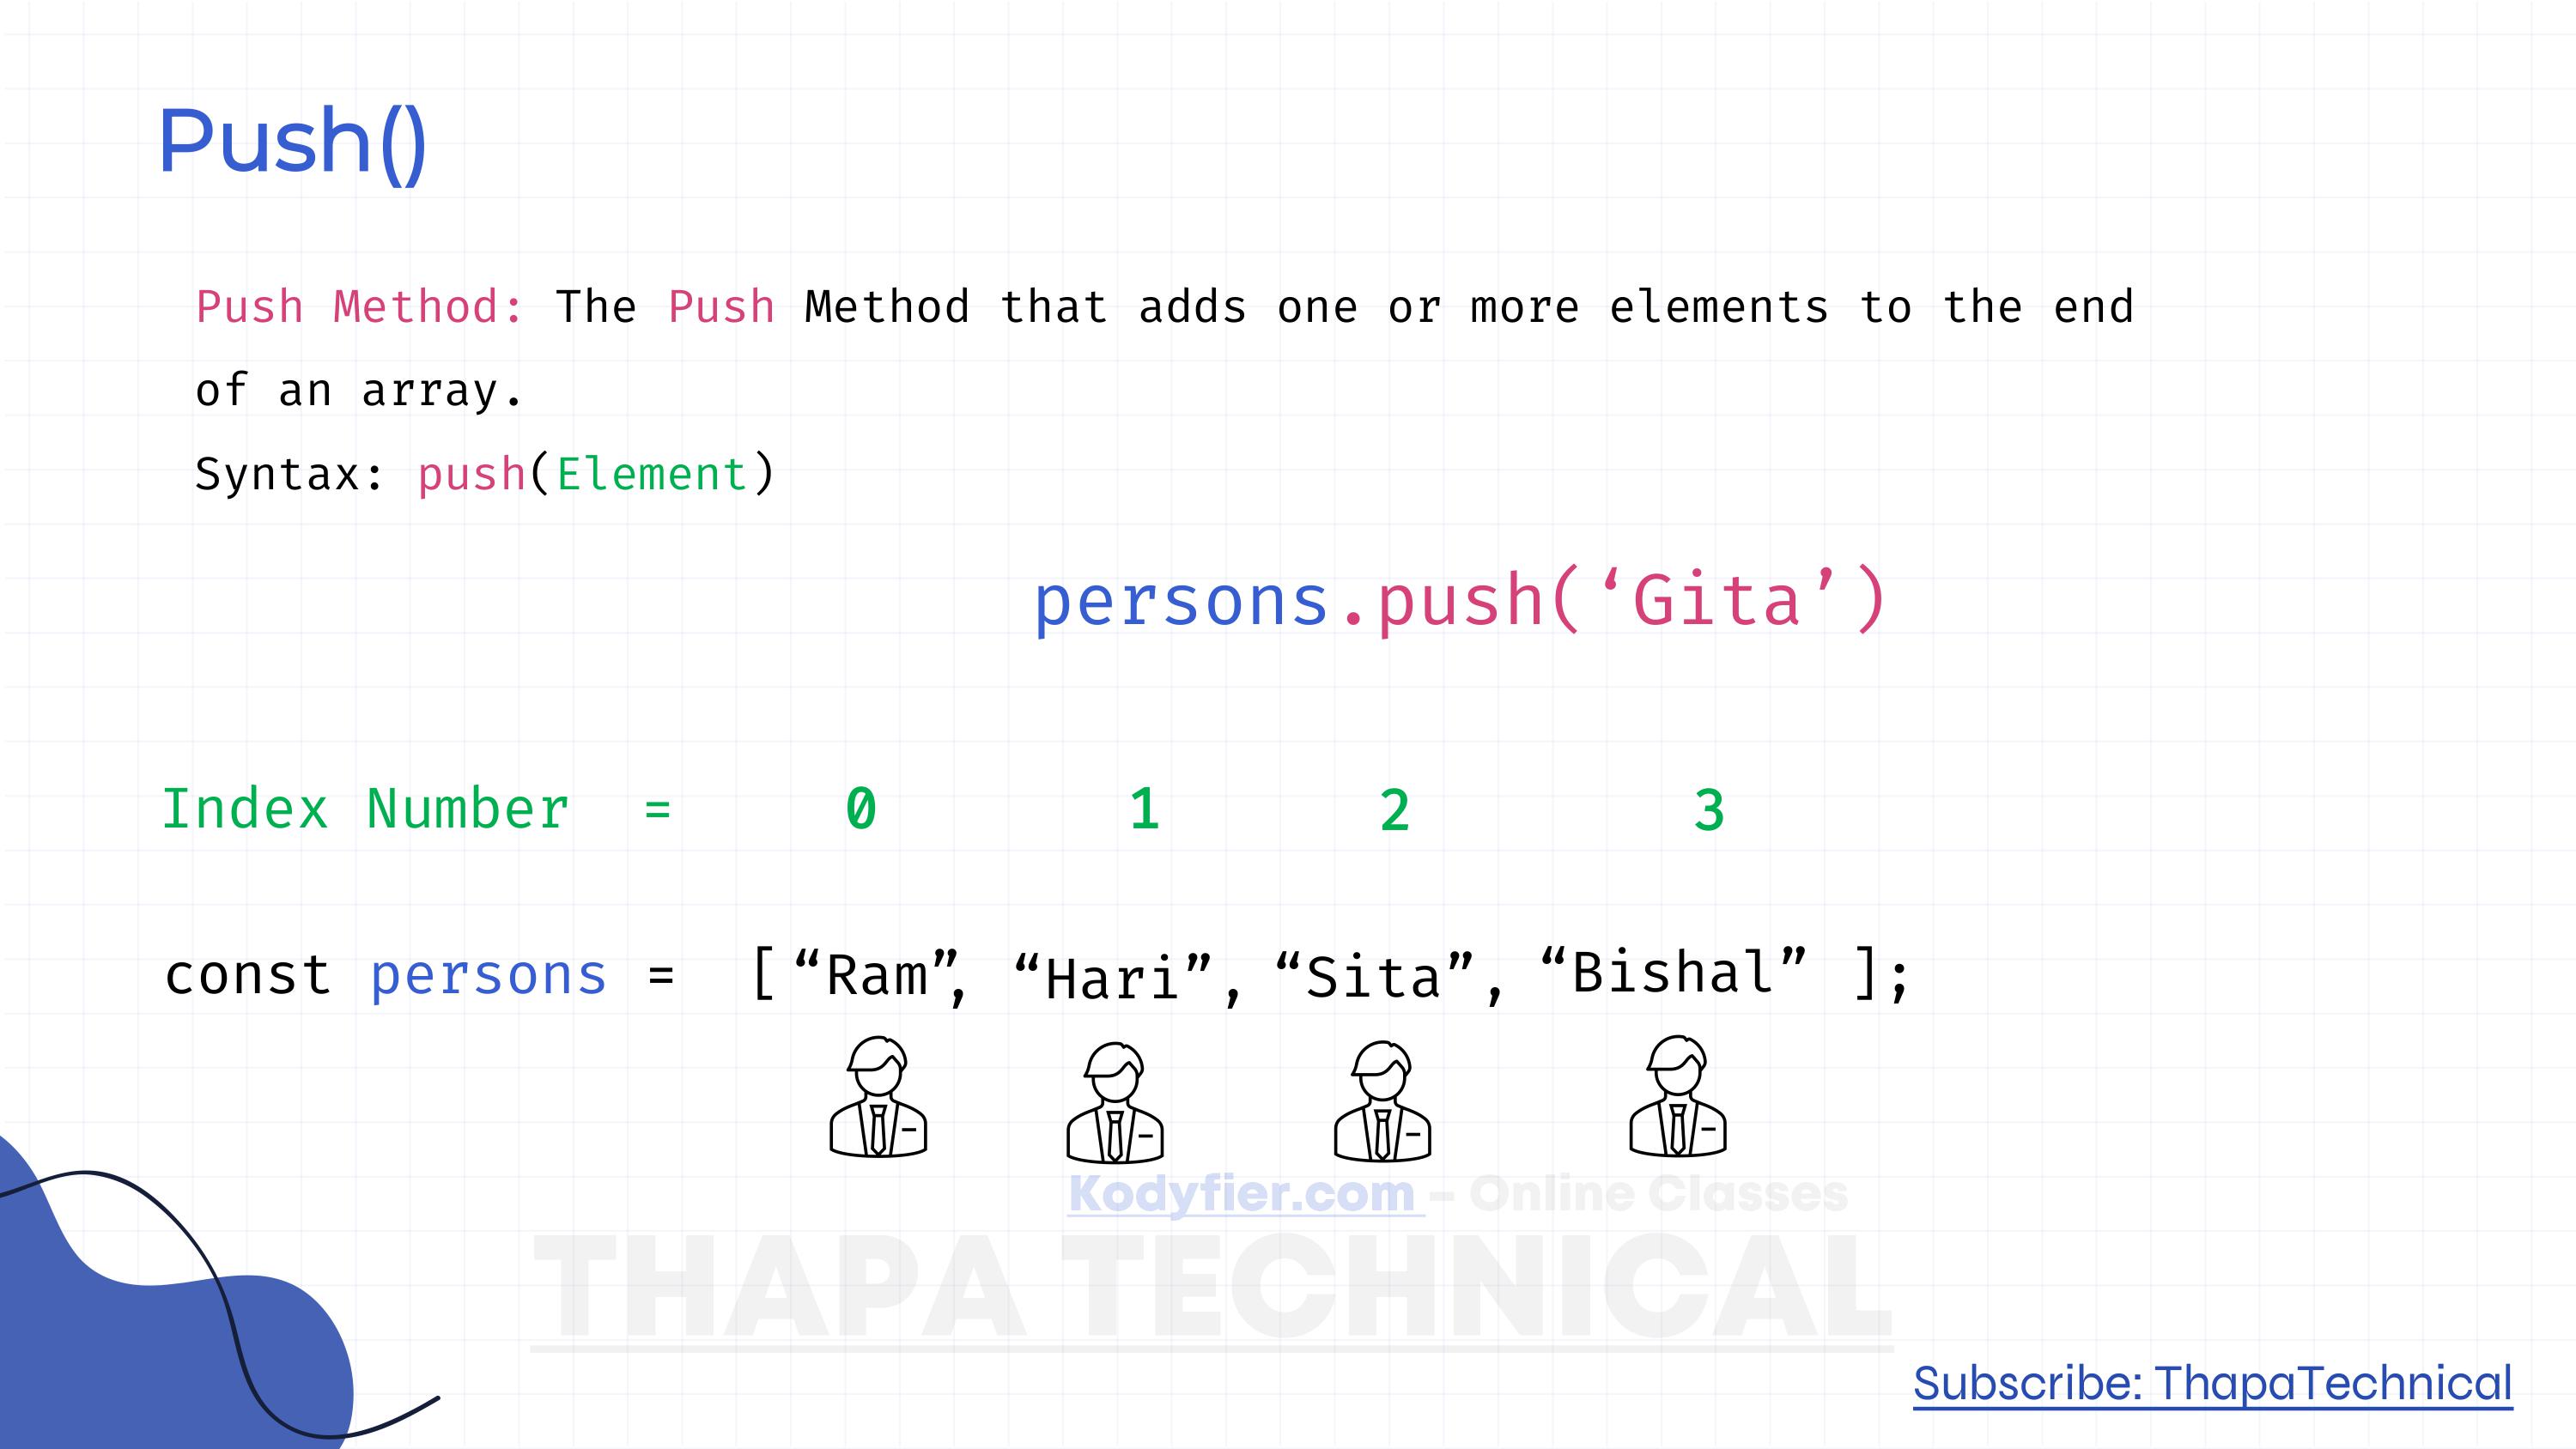 Push()
Push Method: The Push Method that adds one or more elements to the end
of an array.
Syntax: push(Element)
persons.push(‘Gita’)
Index Number = 0 1 2 3
const persons = [ “Ram”, “Hari”, “Sita”, “Bishal” ];
Kodyfier.com – Online Classes
THAPA TECHNICAL
Subscribe: ThapaTechnical